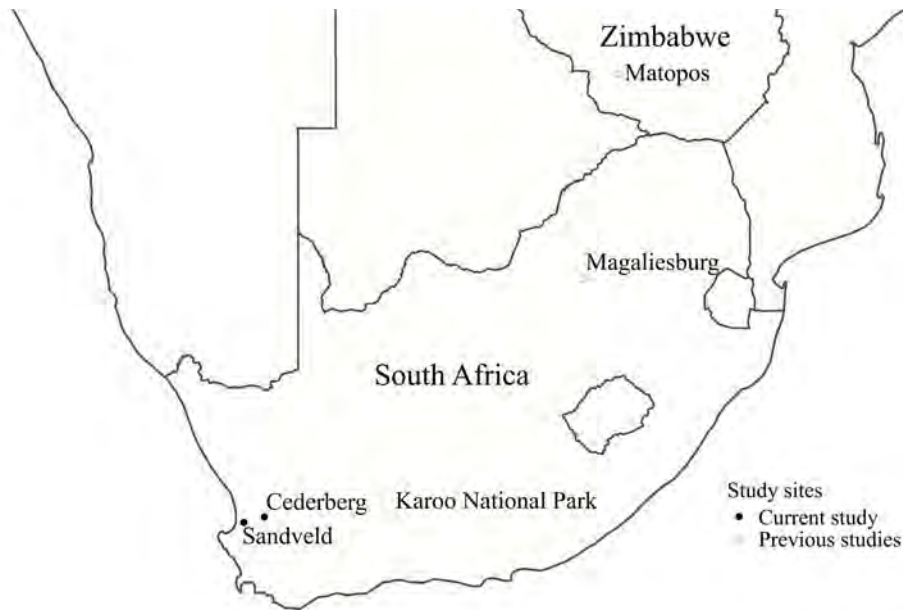 Zimbabwe
Matopos
Magaliesburg
South Africa
Cederberg
Sandveld
Karoo National Park
Study sites
Current study
Previous studies